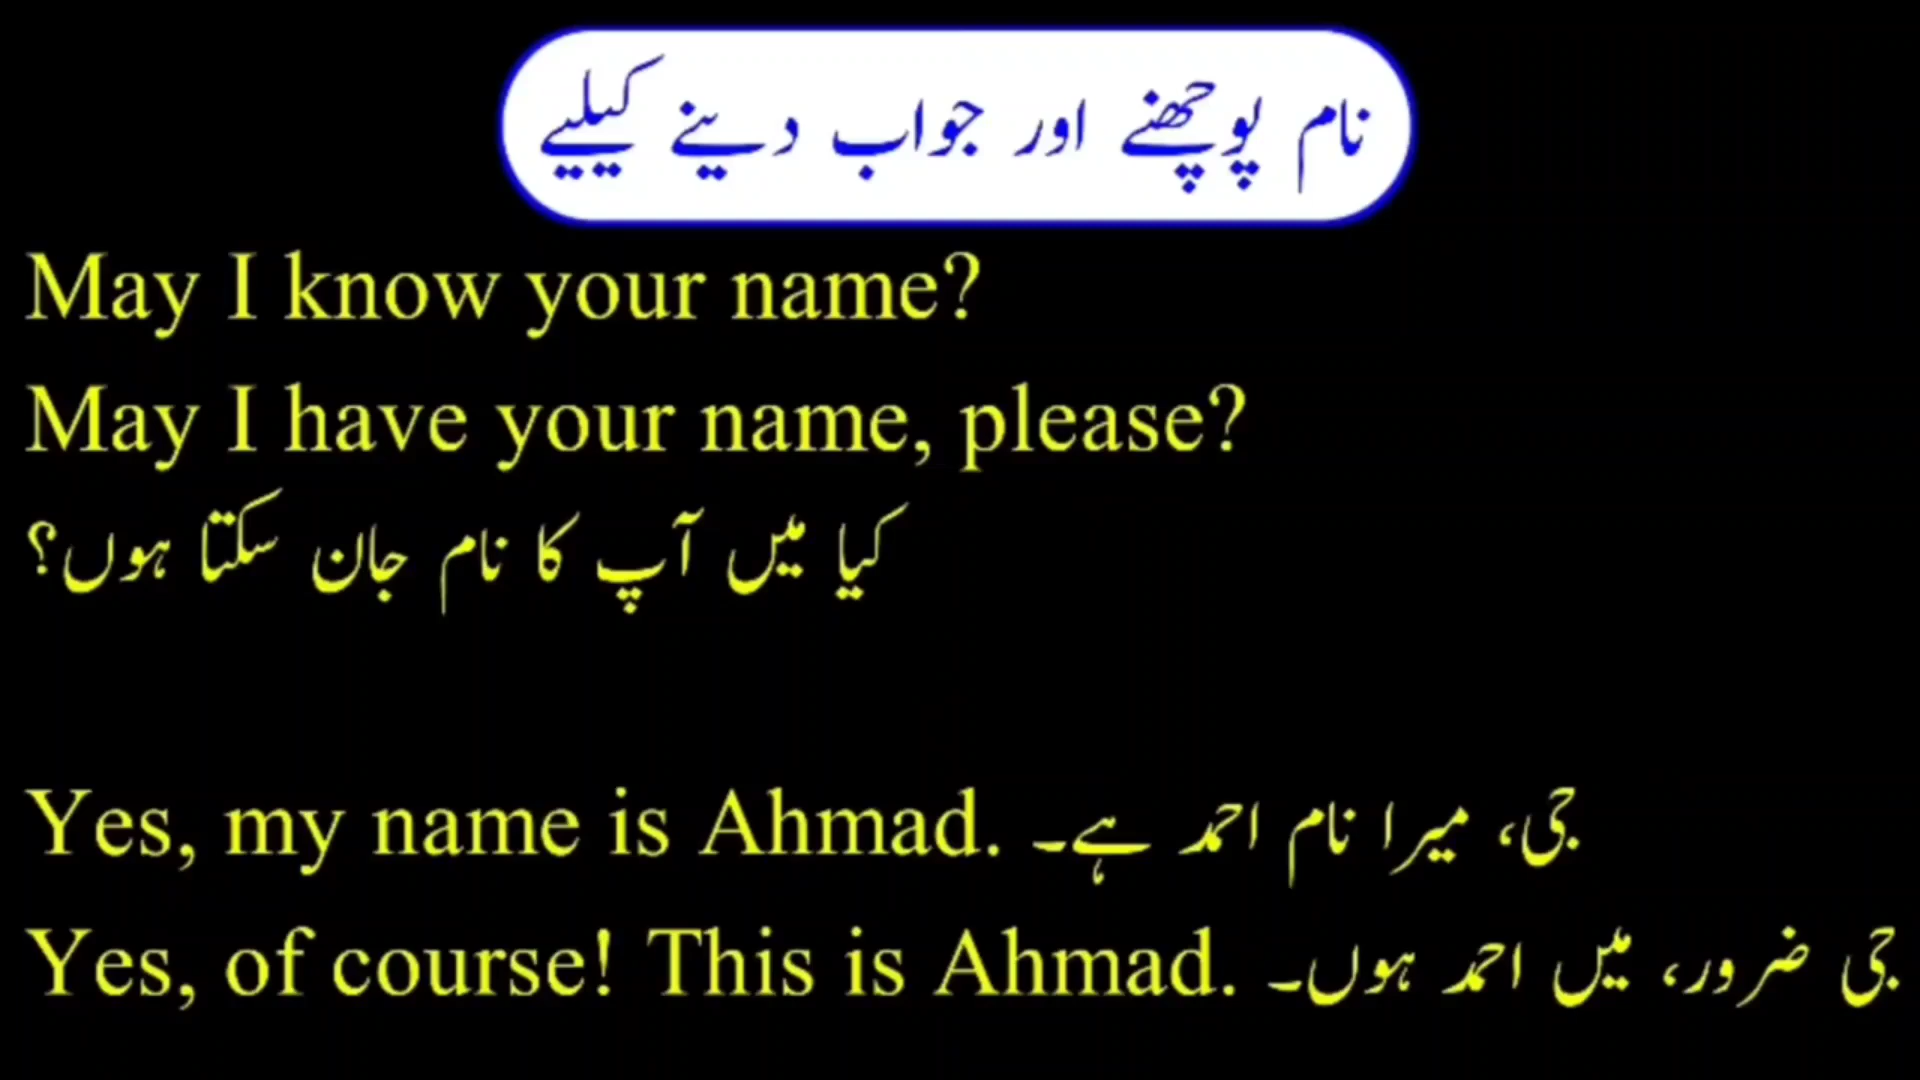 نام پوچھنے اور جواب دینے کیلیے
May I know your name?
May I have your name, please?
کیا میں آپ کا نام جان سکتا ہوں؟
Yes, my name is Ahmad. جی، میرا نام احمد ہے۔
Yes, of course! This is Ahmad. جی ضرور، میں احمد ہوں۔